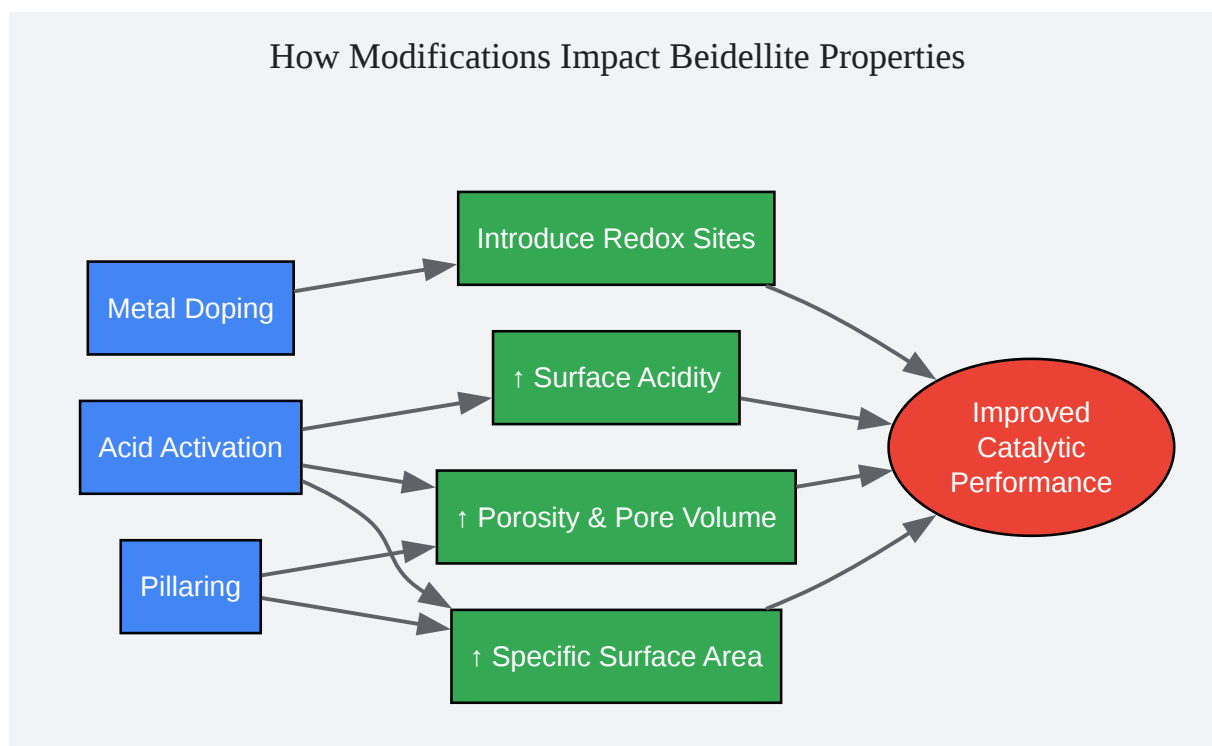 How Modifications Impact Beidellite Properties
Metal Doping
Acid Activation
Pillaring
Introduce Redox Sites
↑ Surface Acidity
↑ Porosity & Pore Volume
↑ Specific Surface Area
Improved
Catalytic
Performance